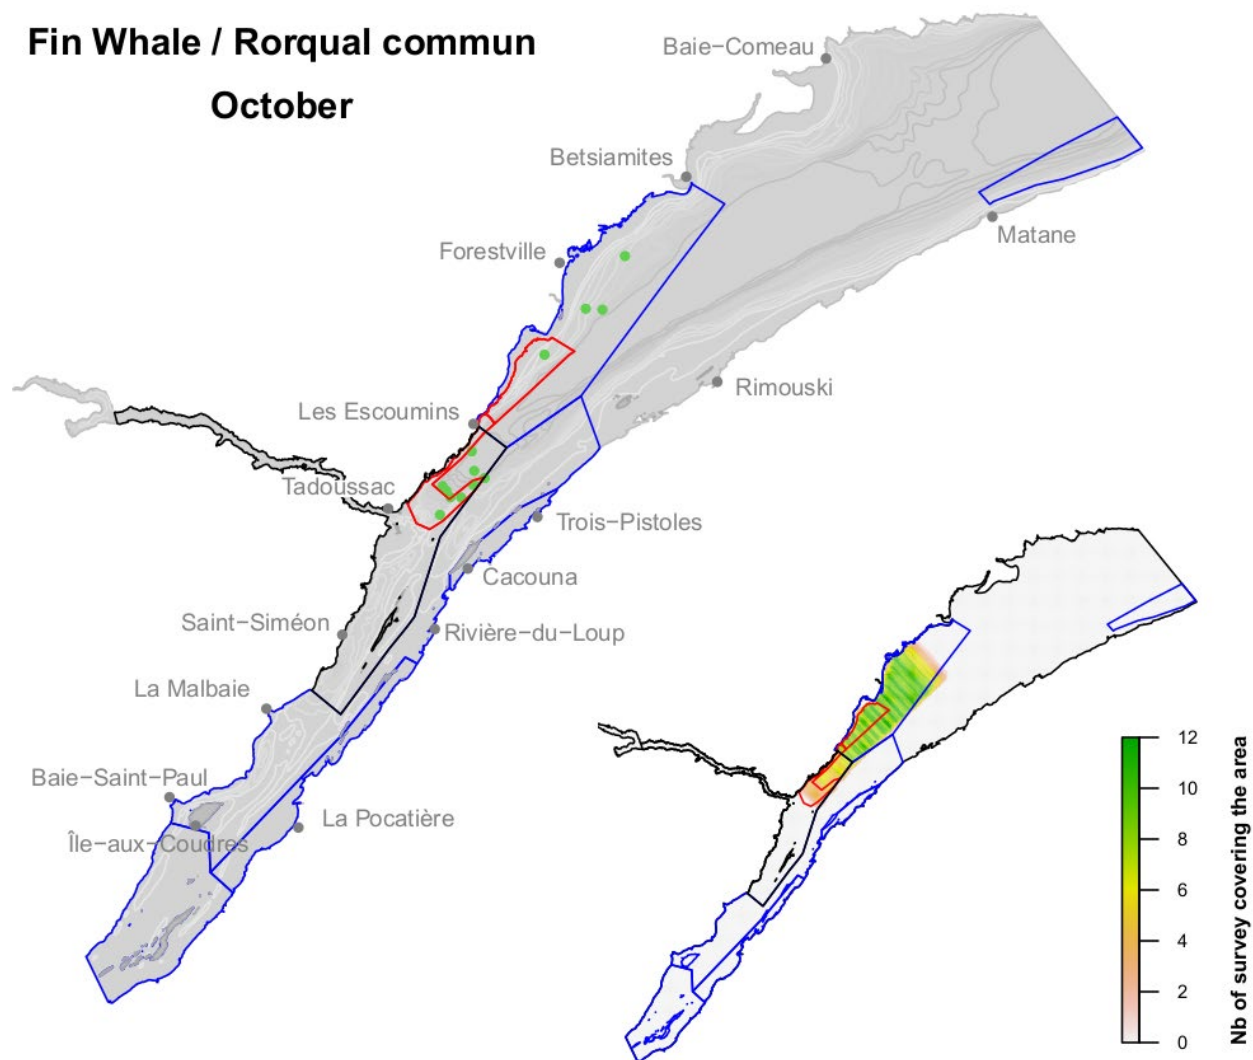 Fin Whale / Rorqual commun
October
Baie−Comeau
Betsiamites
Forestville
Matane
Rimouski
Les Escoumins
Tadoussac
Trois−Pistoles
Cacouna
Saint−Siméon
Rivière−du−Loup
La Malbaie
Baie−Saint−Paul
La Pocatière
Île−aux−Coudres
12
10
8
6
4
2
0
Nb of survey covering the area